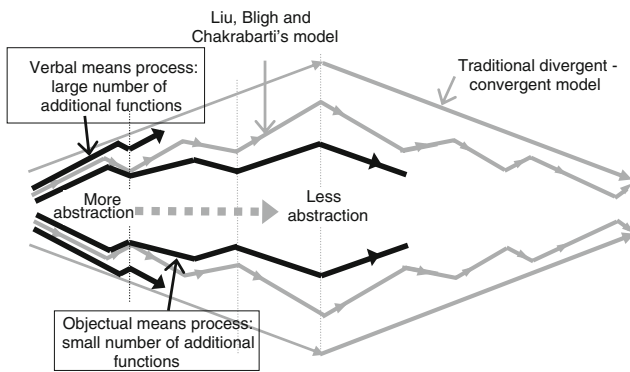 Liu, Bligh and
Chakrabarti's model
Verbal means process:
large number of
additional functions
Traditional divergent -
convergent model
More
abstraction
Less
abstraction
Objectual means process:
small number of additional
functions